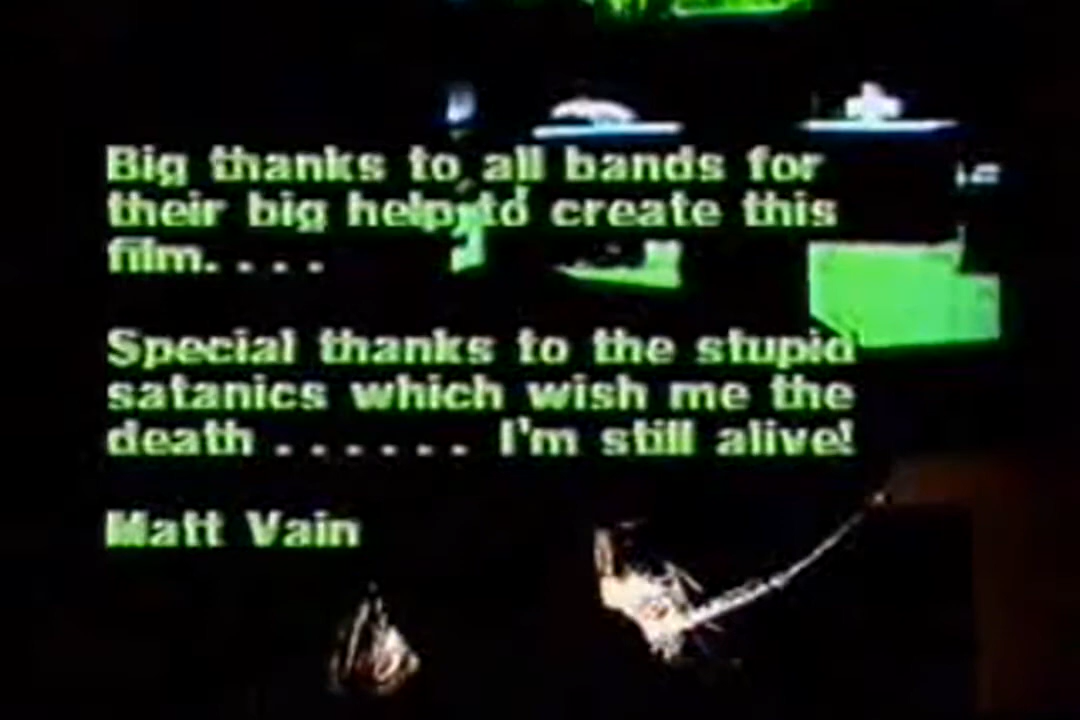 Big thanks to all bands for
their big help to create this
film. . . .
Special thanks to the stupid
satanics which wish me the
death . . . . . . I'm still alive!
Matt Vain